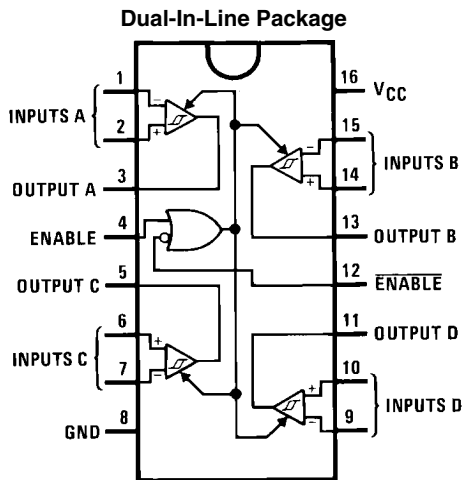 Dual-In-Line Package
1
INPUTS A
2
OUTPUT A
3
ENABLE
4
OUTPUT C
5
6
INPUTS C
7
GND
8
16
VCC
15
INPUTS B
14
13
OUTPUT B
12
ENABLE
11
OUTPUT D
10
INPUTS D
9
− + − + + − + −